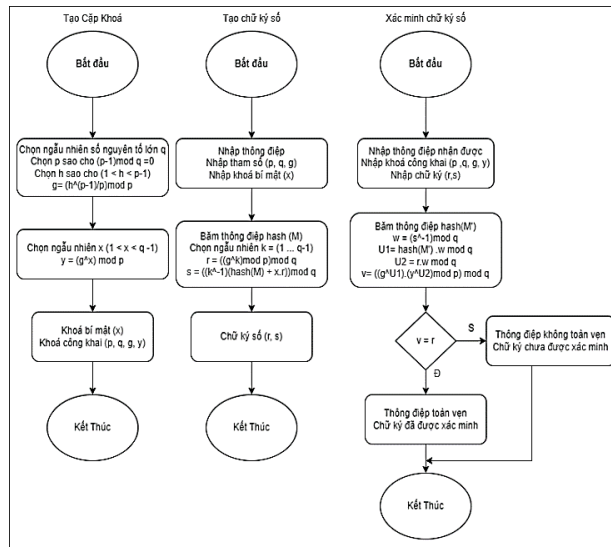 Tạo Cặp Khoá
Bắt đầu
Chọn ngẫu nhiên số nguyên tố lớn q
Chọn p sao cho (p-1)mod q =0
Chọn h sao cho (1 < h < p-1)
g= (h^(p-1)/p)mod p
Chọn ngẫu nhiên x (1 < x < q -1)
y = (g^x) mod p
Khoá bí mật (x)
Khoá công khai (p, q, g, y)
Kết Thúc
Tạo chữ ký số
Bắt đầu
Nhập thông điệp
Nhập tham số (p, q, g)
Nhập khoá bí mật (x)
Băm thông điệp hash (M)
Chọn ngẫu nhiên k = (1 ... q-1)
r = ((g^k)mod p)mod q
s = ((k^-1)(hash(M) + x.r))mod q
Chữ ký số (r, s)
Kết Thúc
Xác minh chữ ký số
Bắt đầu
Nhập thông điệp nhận được
Nhập khoá công khai (p ,q, g, y)
Nhập chữ ký (r,s)
Băm thông điệp hash(M')
w = (s^-1)mod q
U1= hash(M') .w mod q
U2 = r.w mod q
v= ((g^U1).(y^U2)mod p) mod q
v = r
S
Thông điệp không toàn vẹn
Chữ ký chưa được xác minh
Đ
Thông điệp toàn vẹn
Chữ ký đã được xác minh
Kết Thúc